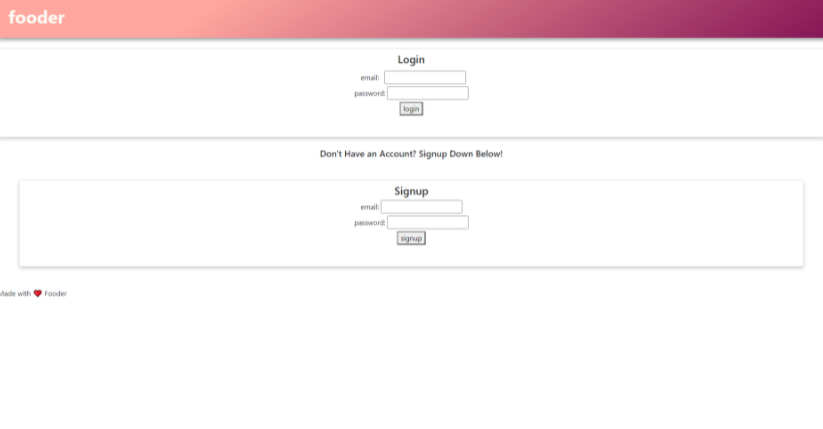 fooder
Login
email:
password:
login
Don't Have an Account? Signup Down Below!
Signup
email:
password:
signup
Made with ❤ Fooder